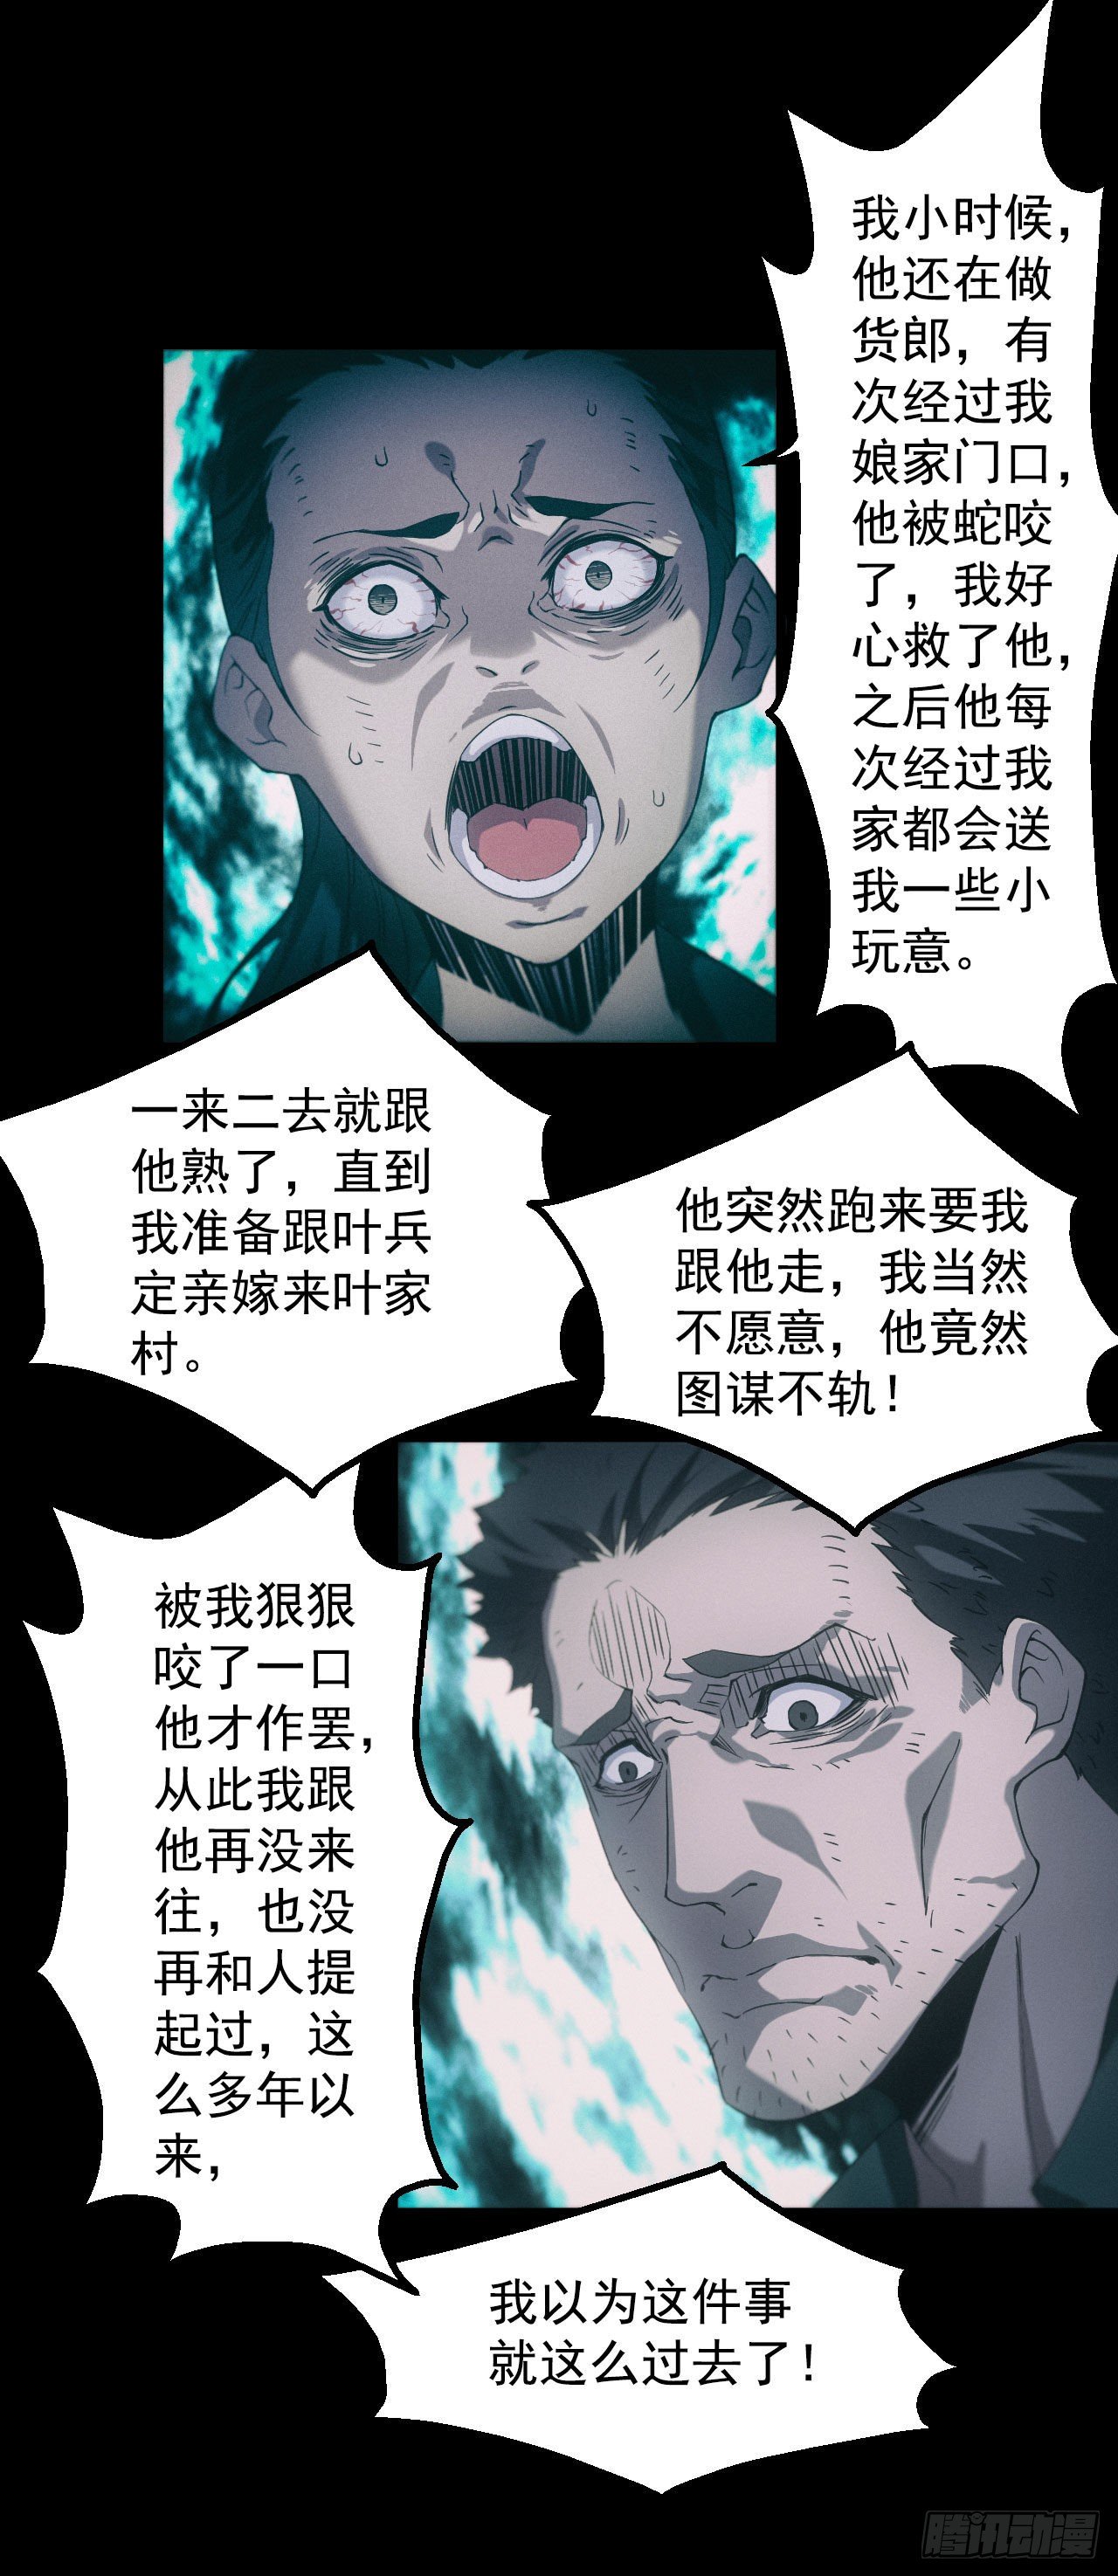 我小时候，
他还在做
货郎，有
次经过我
娘家门口，
他被蛇咬
了，我好
心救了他，
之后他每
次经过我
家都会送
我一些小
玩意。
一来二去就跟
他熟了，直到
我准备跟叶兵
定亲嫁来叶家
村。
他突然跑来要我
跟他走，我当然
不愿意，他竟然
图谋不轨！
被我狠狠
咬了一口
他才作罢，
从此我跟
他再没来
往，也没
再和人提
起过，这
么多年以
来，
我以为这件事
就这么过去了！
腾讯动漫